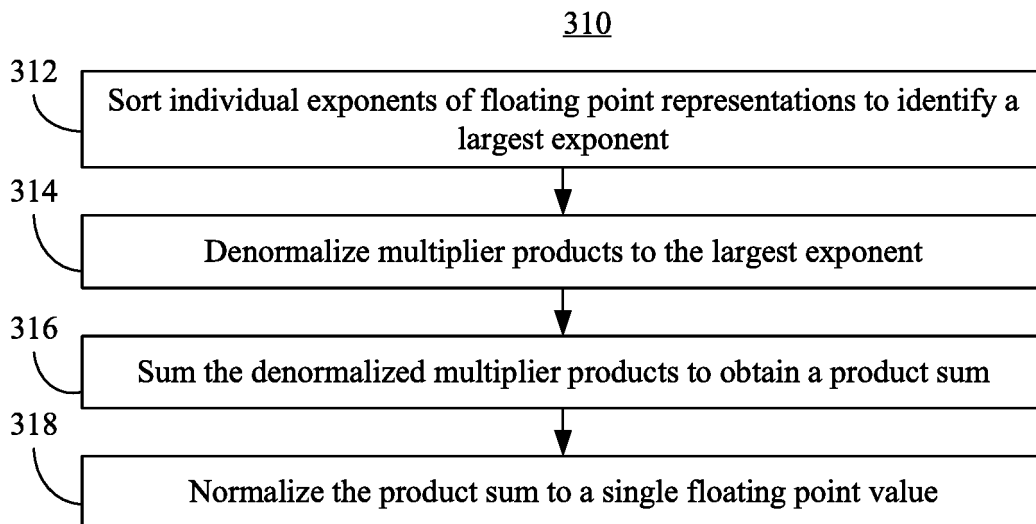 310
312
Sort individual exponents of floating point representations to identify a
largest exponent
314
Denormalize multiplier products to the largest exponent
316
Sum the denormalized multiplier products to obtain a product sum
318
Normalize the product sum to a single floating point value